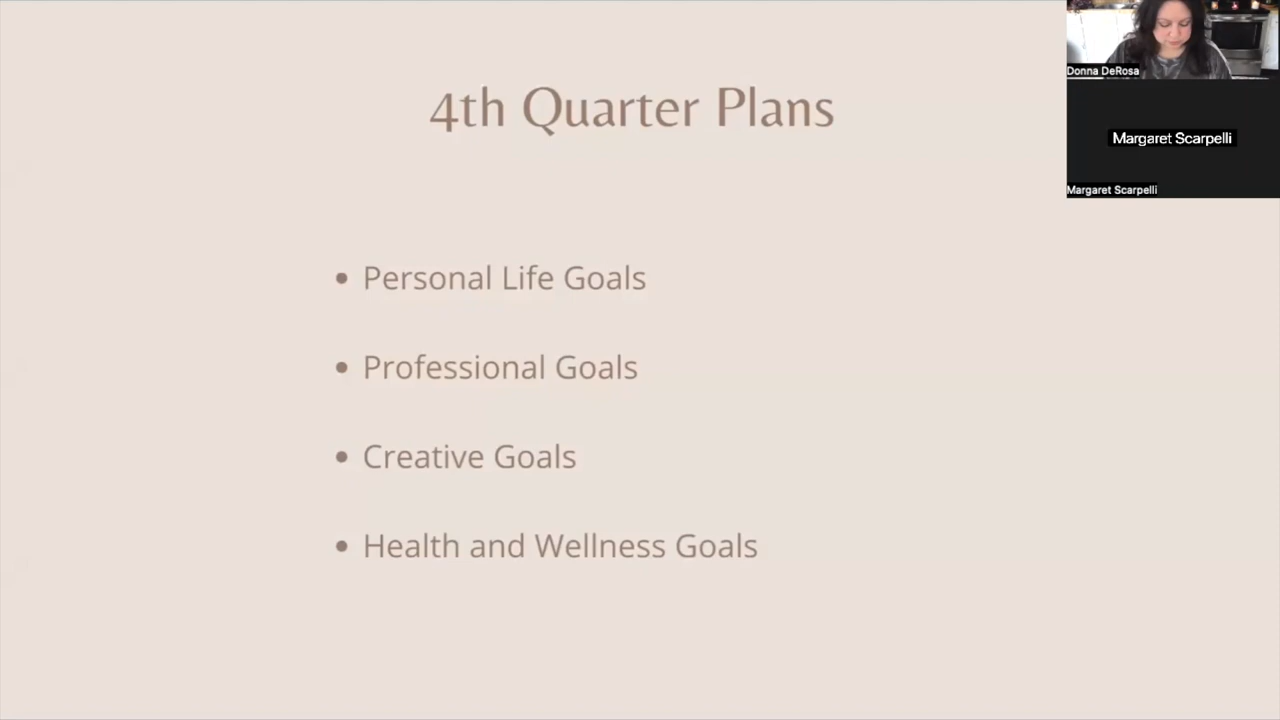 4th Quarter Plans
Personal Life Goals
Professional Goals
Creative Goals
Health and Wellness Goals
Donna DeRosa
Margaret Scarpelli
Margaret Scarpelli